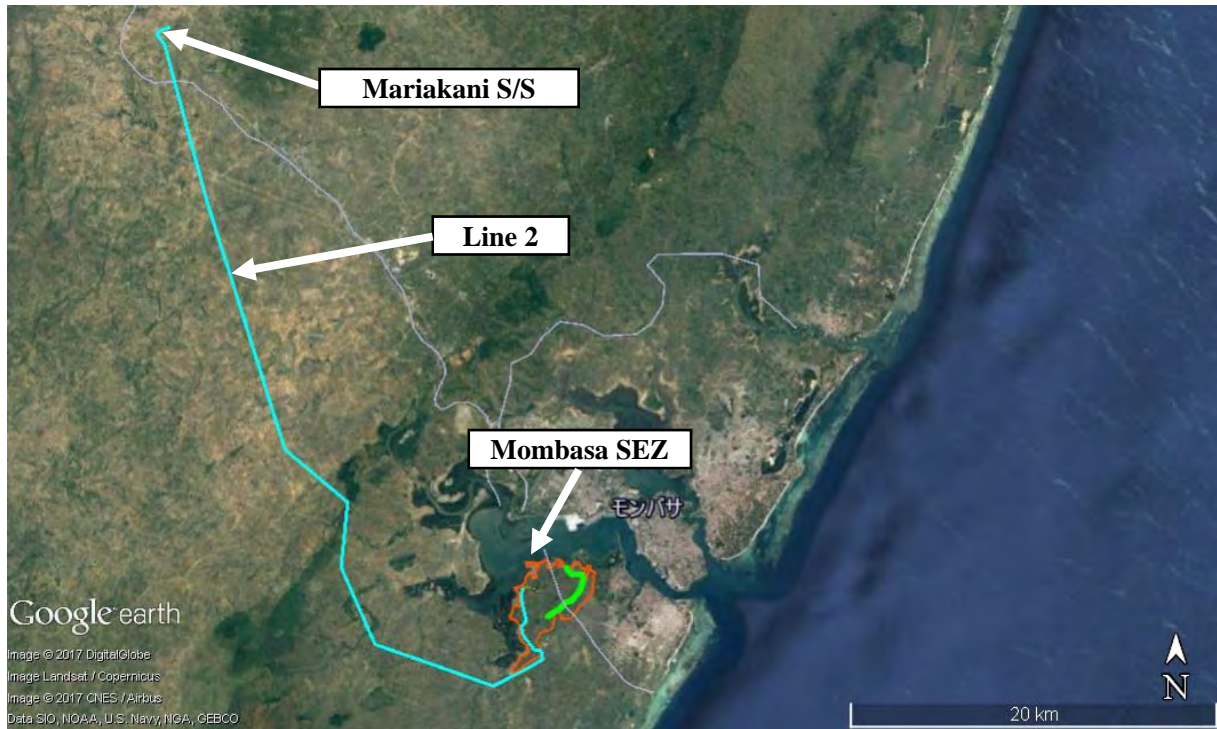 Mariakani S/S
Line 2
Mombasa SEZ
モンバサ
Google earth
Image © 2017 DigitalGlobe
Image Landsat / Copernicus
Image © 2017 CNES / Airbus
Data SIO, NOAA, U.S. Navy, NGA, GEBCO
N
20 km